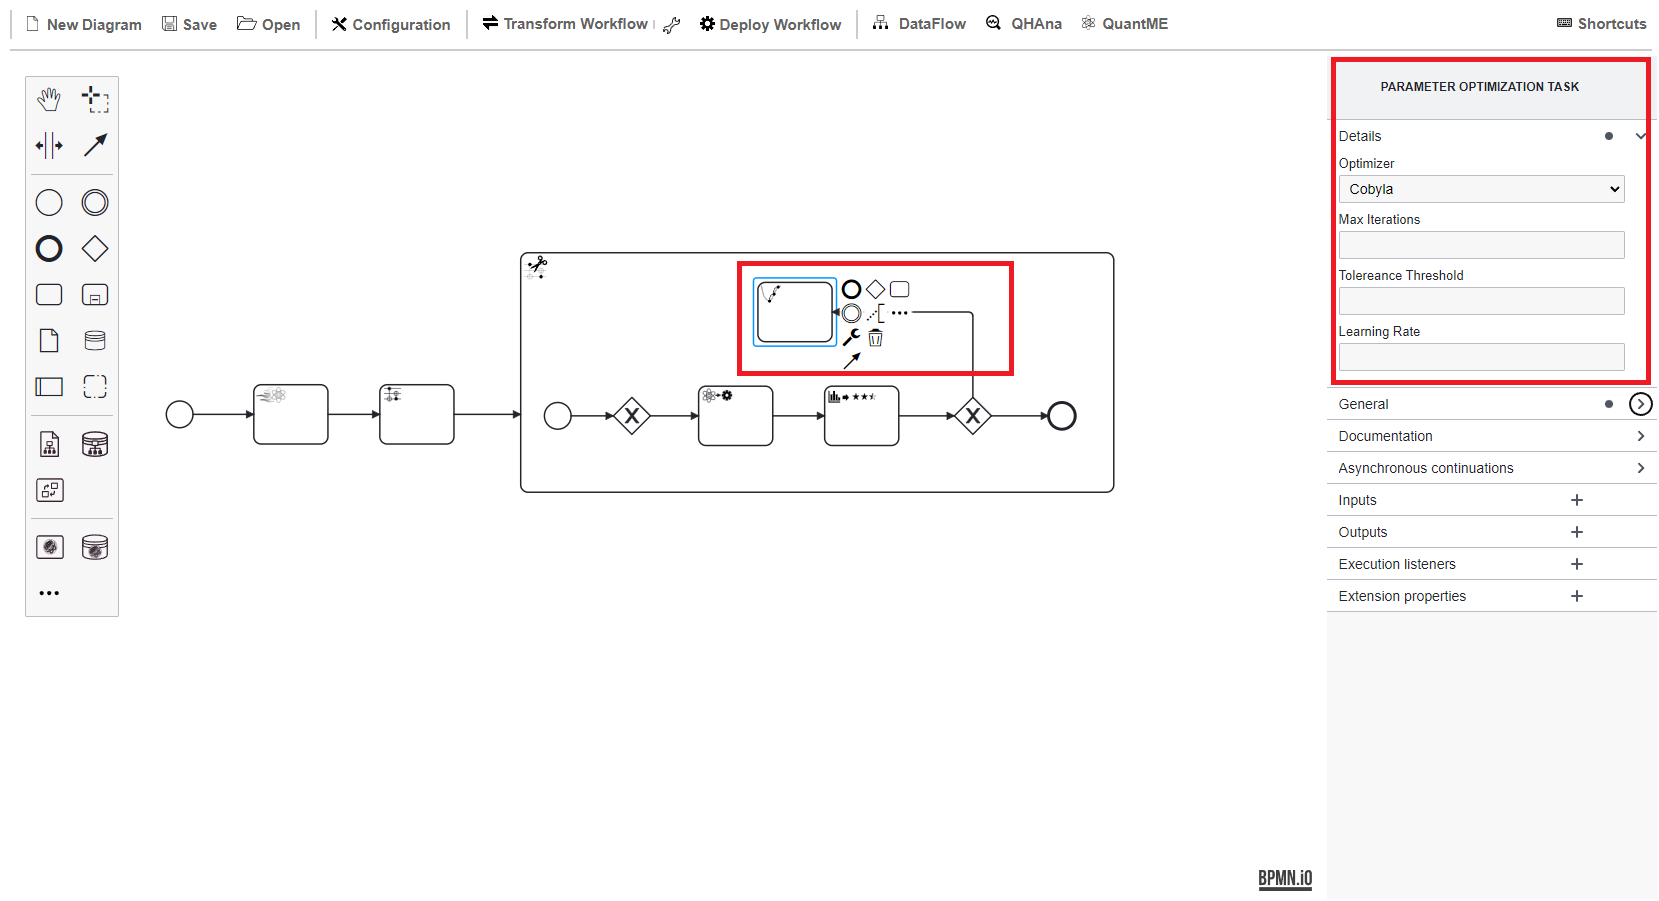 New Diagram Save Open Configuration Transform Workflow Deploy Workflow DataFlow QHAna QuantME Shortcuts
PARAMETER OPTIMIZATION TASK
Details
Optimizer
Cobyla
Max Iterations
Tolereance Threshold
Learning Rate
General
Documentation
Asynchronous continuations
Inputs
Outputs
Execution listeners
Extension properties
X X
BPMN.iO